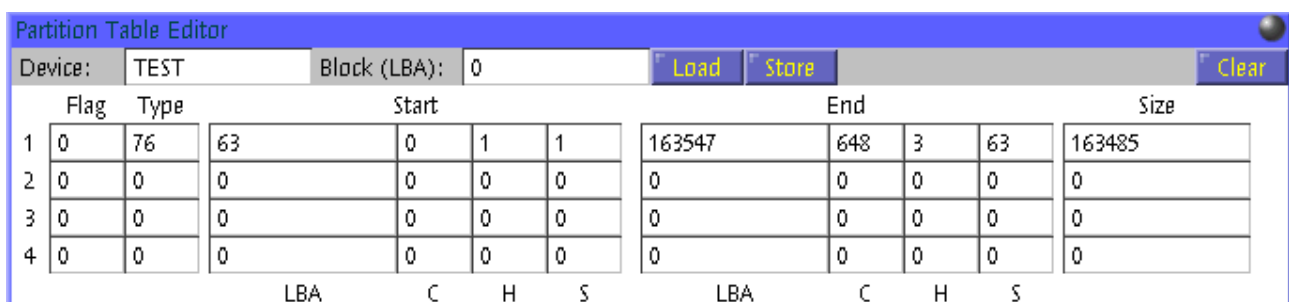 Partition Table Editor
Device: TEST Block (LBA): 0 Load Store Clear
Flag Type Start End Size
1 0 76 63 0 1 1 163547 648 3 63 163485
2 0 0 0 0 0 0 0 0 0 0 0
3 0 0 0 0 0 0 0 0 0 0 0
4 0 0 0 0 0 0 0 0 0 0 0
LBA C H S LBA C H S